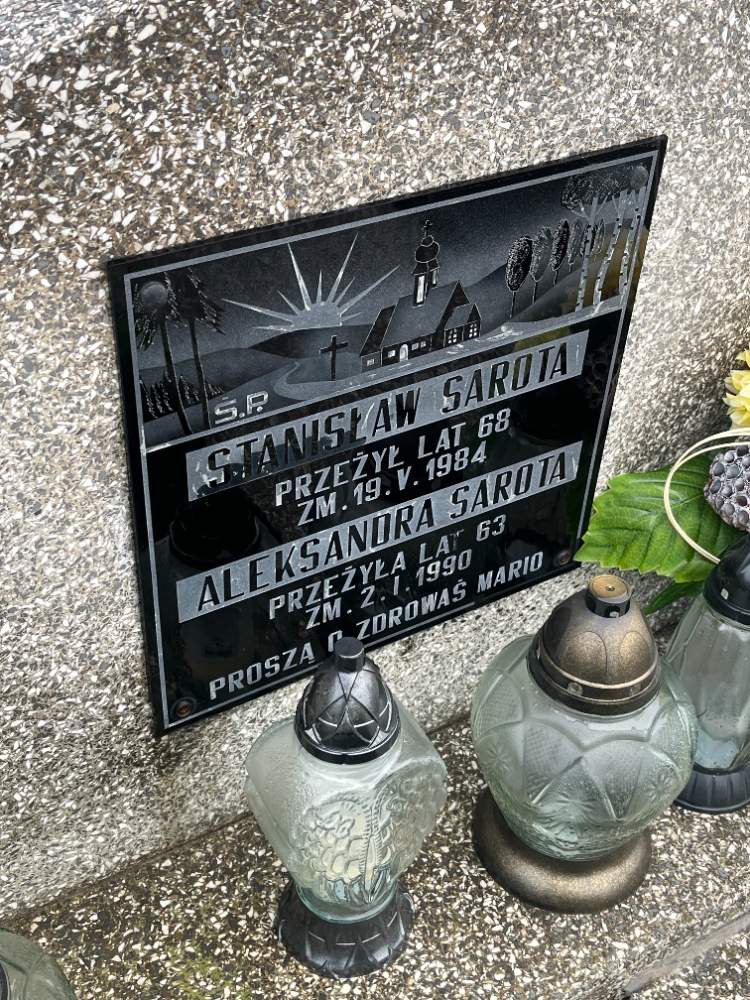 Ś.P.
STANISŁAW SAROTA
PRZEŻYŁ LAT 68
ZM. 19.V.1984
ALEKSANDRA SAROTA
PRZEŻYŁA LAT 63
ZM. 2.I.1990
PROSZĄ O ZDROWAŚ MARIO